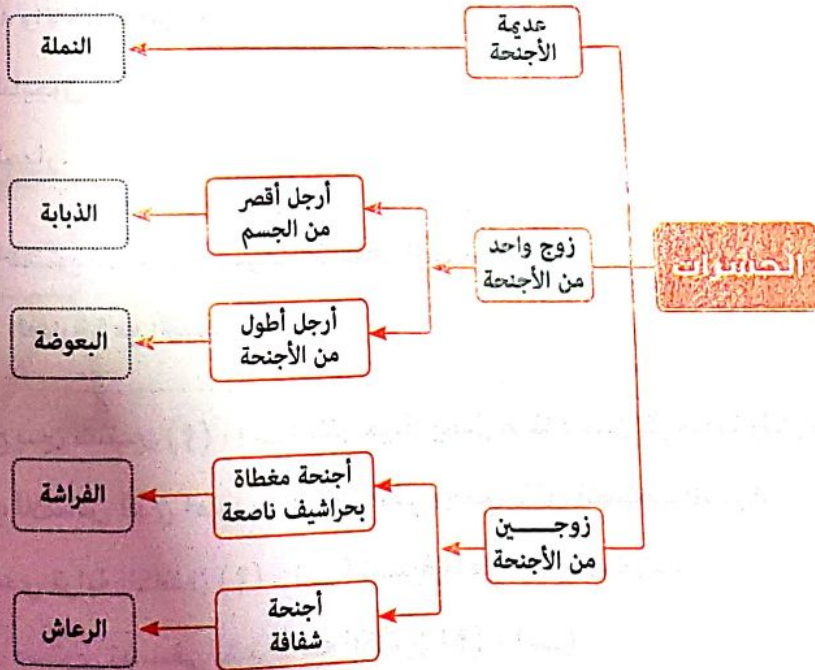 الحشرات
عديمة
الأجنحة
النملة
زوج واحد
من الأجنحة
أرجل أقصر
من الجسم
الذبابة
أرجل أطول
من الأجنحة
البعوضة
زوجــــين
من الأجنحة
أجنحة مغطاة
بحراشيف ناصعة
الفراشة
أجنحة
شفافة
الرعاش